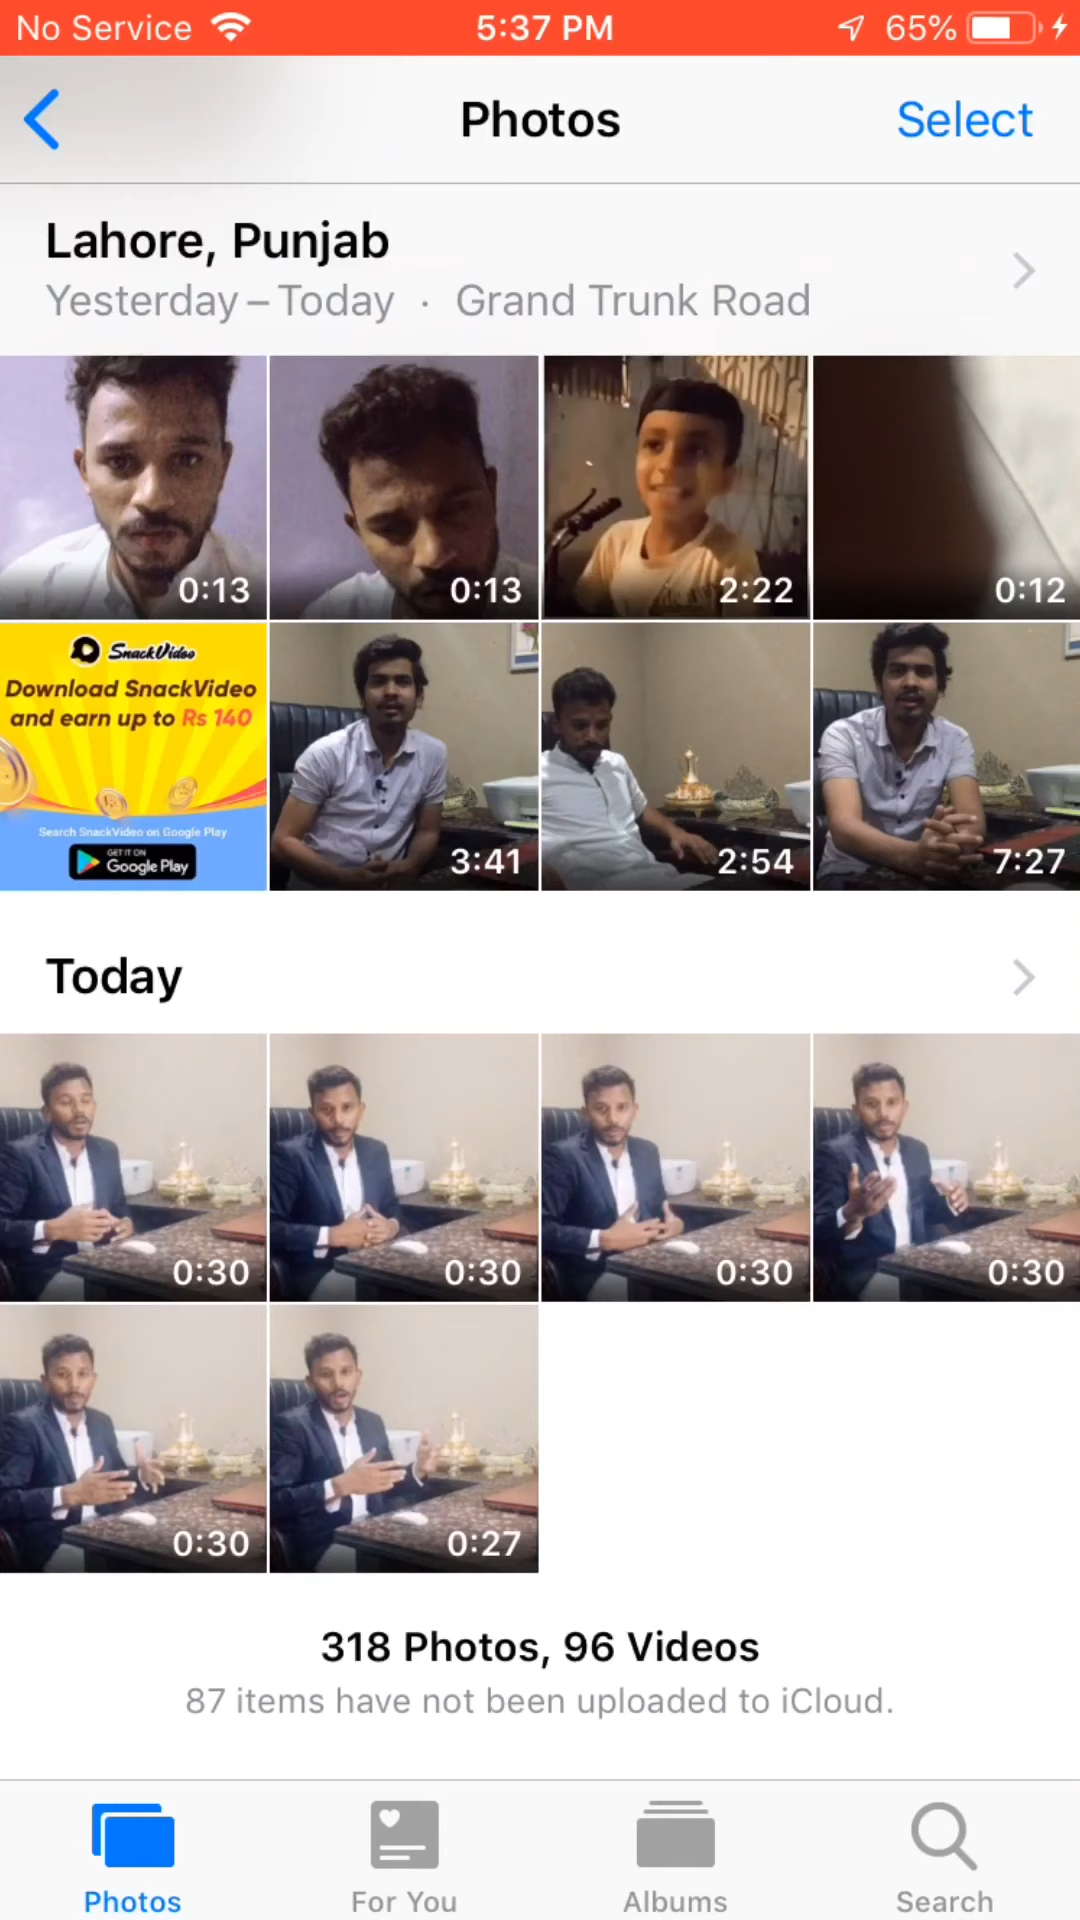 No Service 5:37 PM 65%
Photos Select
Lahore, Punjab
Yesterday – Today · Grand Trunk Road
0:13 0:13 2:22 0:12
SnackVideo
Download SnackVideo
and earn up to Rs 140
Search SnackVideo on Google Play
GET IT ON
Google Play
3:41 2:54 7:27
Today
0:30 0:30 0:30 0:30
0:30 0:27
318 Photos, 96 Videos
87 items have not been uploaded to iCloud.
Photos For You Albums Search